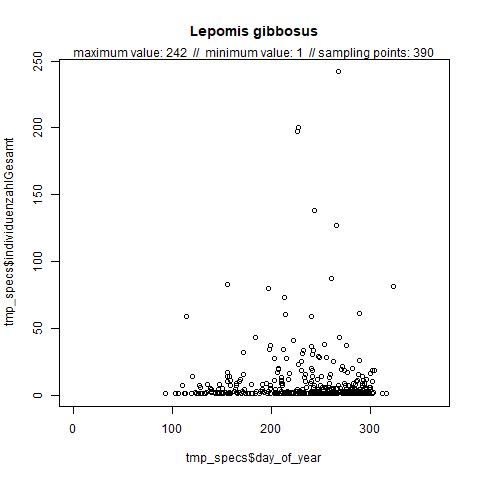 Lepomis gibbosus
maximum value: 242 // minimum value: 1 // sampling points: 390
tmp_specs$individuenzahlGesamt
250
200
150
100
50
0
0 100 200 300
tmp_specs$day_of_year